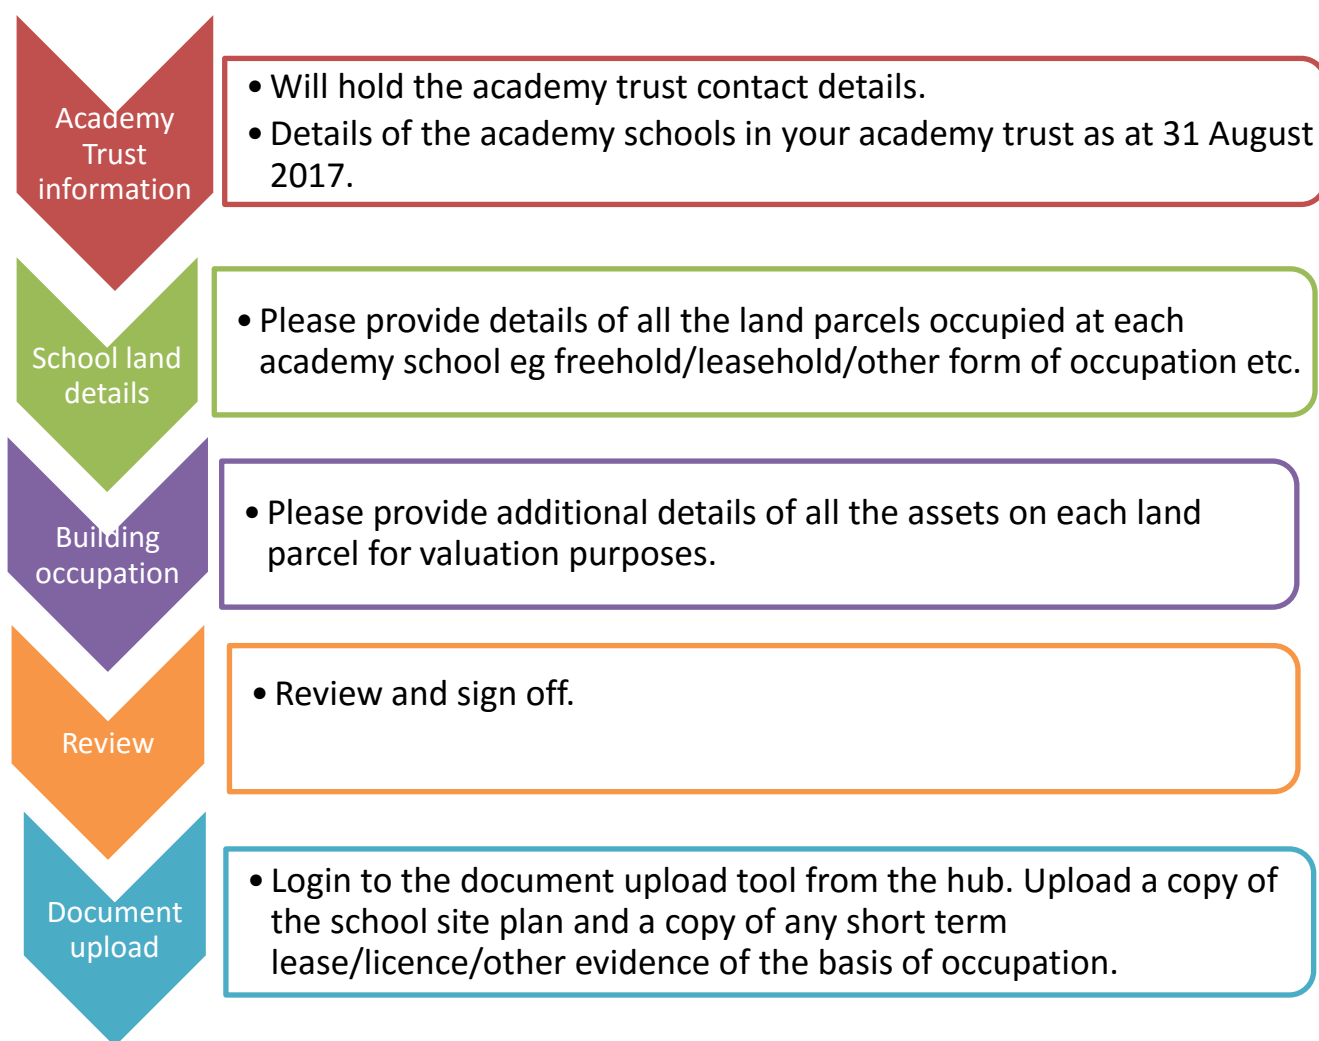 Academy
Trust
information
• Will hold the academy trust contact details.
• Details of the academy schools in your academy trust as at 31 August
2017.
School land
details
• Please provide details of all the land parcels occupied at each
academy school eg freehold/leasehold/other form of occupation etc.
Building
occupation
• Please provide additional details of all the assets on each land
parcel for valuation purposes.
Review
• Review and sign off.
Document
upload
• Login to the document upload tool from the hub. Upload a copy of
the school site plan and a copy of any short term
lease/licence/other evidence of the basis of occupation.